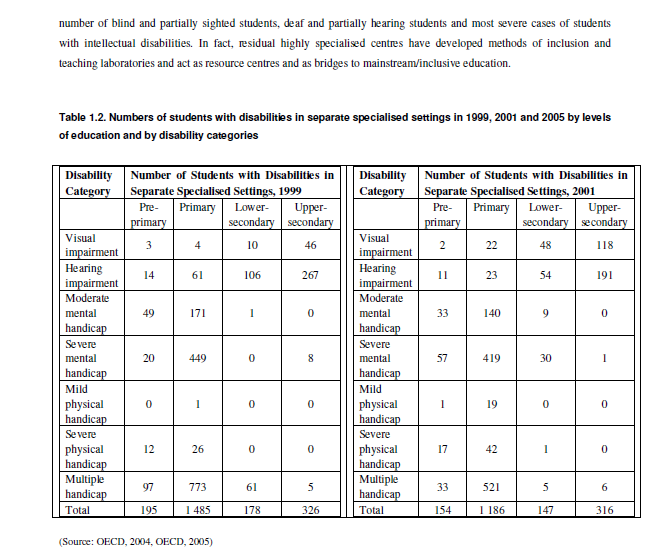 number of blind and partially sighted students, deaf and partially hearing students and most severe cases of students
with intellectual disabilities. In fact, residual highly specialised centres have developed methods of inclusion and
teaching laboratories and act as resource centres and as bridges to mainstream/inclusive education.
Table 1.2. Numbers of students with disabilities in separate specialised settings in 1999, 2001 and 2005 by levels
of education and by disability categories
Disability Category Number of Students with Disabilities in Separate Specialised Settings, 1999
Pre-primary Primary Lower-secondary Upper-secondary
Visual impairment 3 4 10 46
Hearing impairment 14 61 106 267
Moderate mental handicap 49 171 1 0
Severe mental handicap 20 449 0 8
Mild physical handicap 0 1 0 0
Severe physical handicap 12 26 0 0
Multiple handicap 97 773 61 5
Total 195 1 485 178 326
Disability Category Number of Students with Disabilities in Separate Specialised Settings, 2001
Pre-primary Primary Lower-secondary Upper-secondary
Visual impairment 2 22 48 118
Hearing impairment 11 23 54 191
Moderate mental handicap 33 140 9 0
Severe mental handicap 57 419 30 1
Mild physical handicap 1 19 0 0
Severe physical handicap 17 42 1 0
Multiple handicap 33 521 5 6
Total 154 1 186 147 316
(Source: OECD, 2004, OECD, 2005)